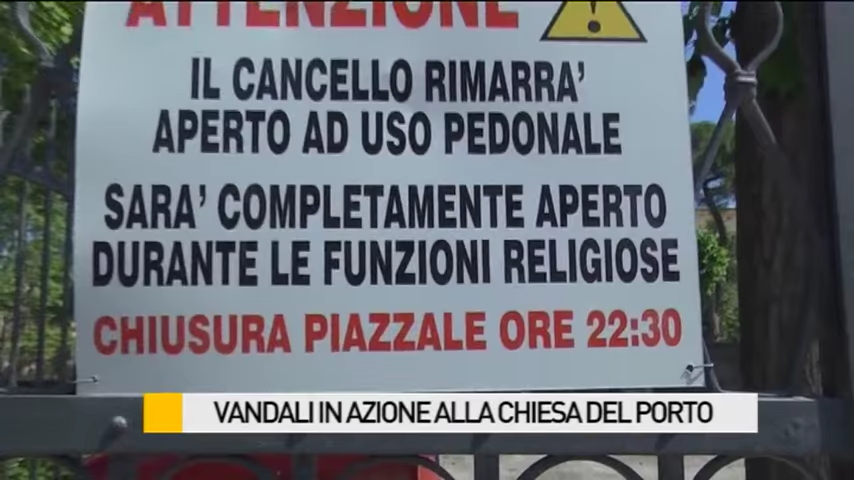 ATTENZIONE
IL CANCELLO RIMARRA'
APERTO AD USO PEDONALE
SARA' COMPLETAMENTE APERTO
DURANTE LE FUNZIONI RELIGIOSE
CHIUSURA PIAZZALE ORE 22:30
VANDALI IN AZIONE ALLA CHIESA DEL PORTO